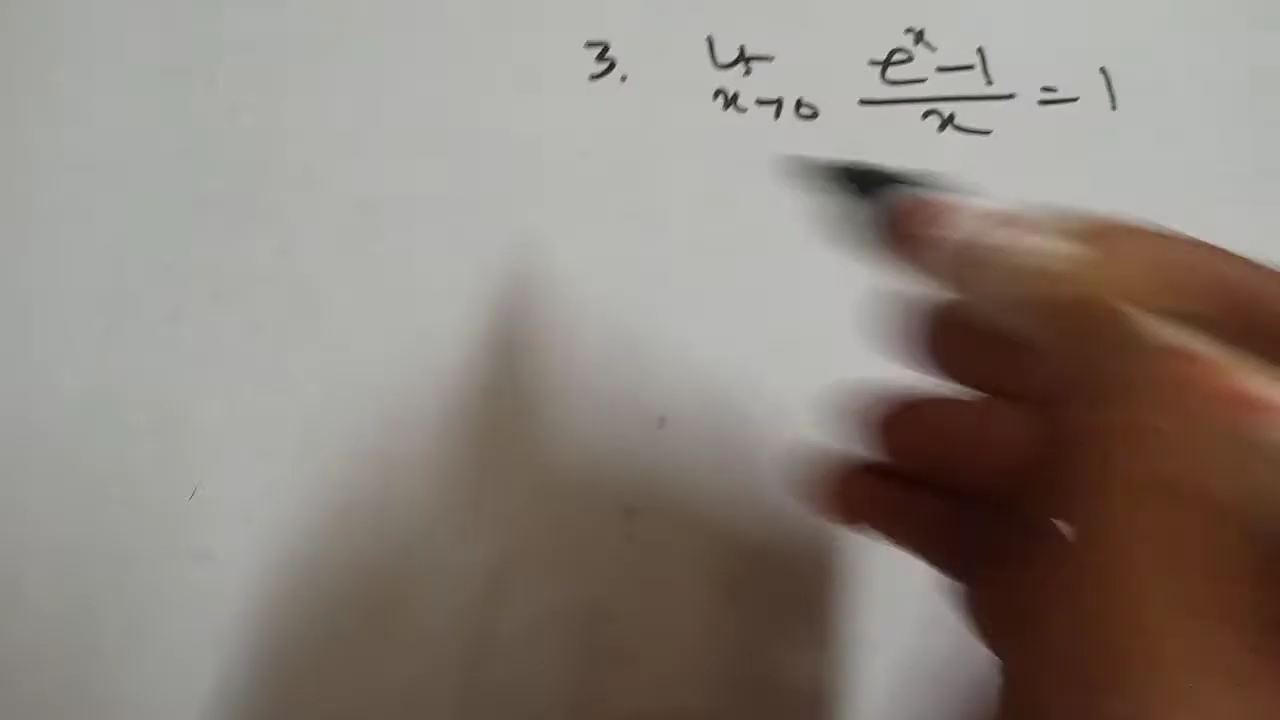 3. Lt x→0 e^x-1/x = 1